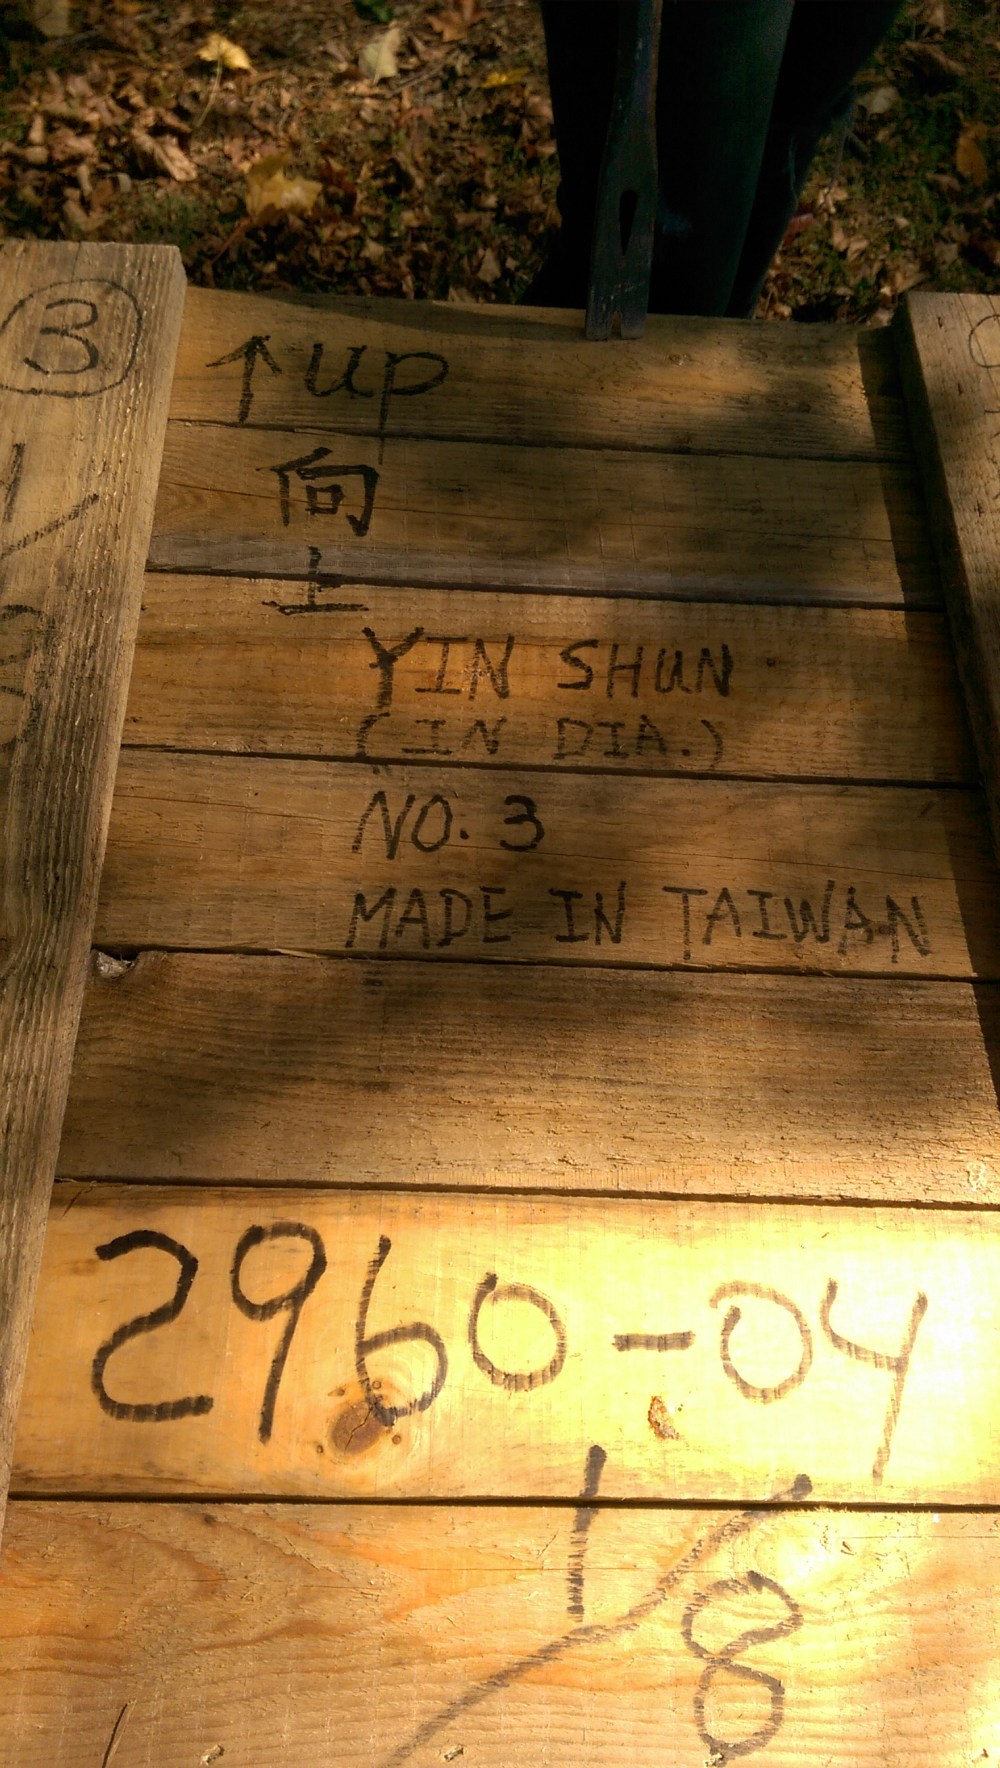 ③
↑ up
向
上
YIN SHUN
(IN DIA.)
NO. 3
MADE IN TAIWAN
2960-04
1/8